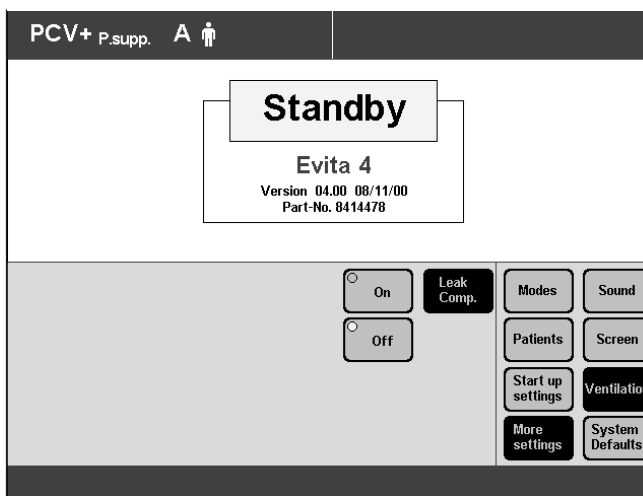 PCV+ P.supp. A
Standby
Evita 4
Version 04.00 08/11/00
Part-No. 8414478
On
Leak
Comp.
Modes
Sound
Off
Patients
Screen
Start up
settings
Ventilatio
More
settings
System
Defaults